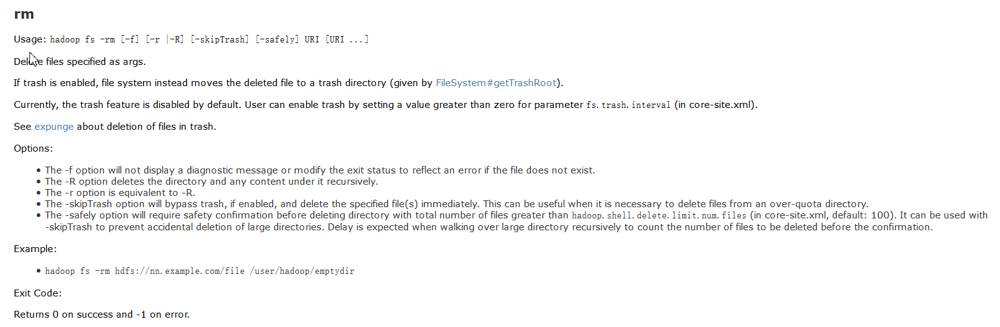 rm
Usage: hadoop fs -rm [-f] [-r |-R] [-skipTrash] [-safely] URI [URI ...]
Delete files specified as args.
If trash is enabled, file system instead moves the deleted file to a trash directory (given by FileSystem#getTrashRoot).
Currently, the trash feature is disabled by default. User can enable trash by setting a value greater than zero for parameter fs.trash.interval (in core-site.xml).
See expunge about deletion of files in trash.
Options:
• The -f option will not display a diagnostic message or modify the exit status to reflect an error if the file does not exist.
• The -R option deletes the directory and any content under it recursively.
• The -r option is equivalent to -R.
• The -skipTrash option will bypass trash, if enabled, and delete the specified file(s) immediately. This can be useful when it is necessary to delete files from an over-quota directory.
• The -safely option will require safety confirmation before deleting directory with total number of files greater than hadoop.shell.delete.limit.num.files (in core-site.xml, default: 100). It can be used with
-skipTrash to prevent accidental deletion of large directories. Delay is expected when walking over large directory recursively to count the number of files to be deleted before the confirmation.
Example:
• hadoop fs -rm hdfs://nn.example.com/file /user/hadoop/emptydir
Exit Code:
Returns 0 on success and -1 on error.